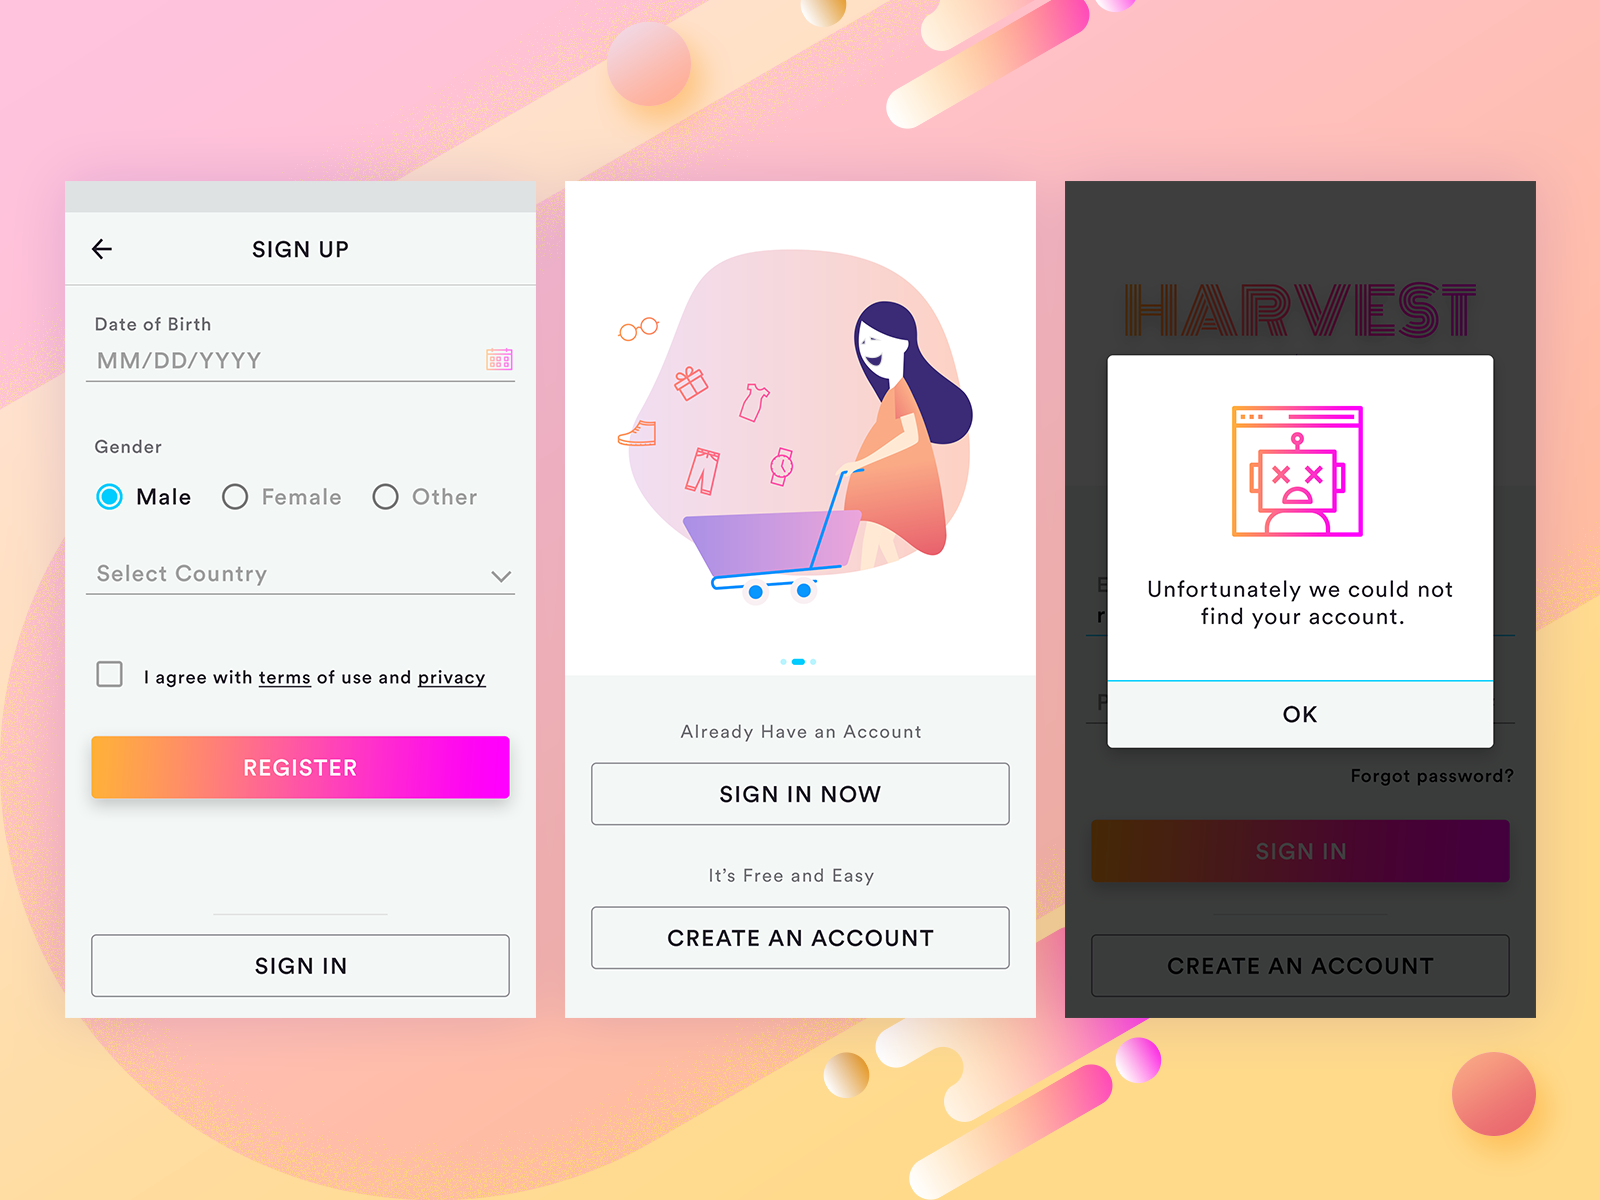 SIGN UP
Date of Birth
MM/DD/YYYY
Gender
Male
Female
Other
Select Country
I agree with terms of use and privacy
REGISTER
SIGN IN
Already Have an Account
SIGN IN NOW
It’s Free and Easy
CREATE AN ACCOUNT
HARVEST
Unfortunately we could not
find your account.
OK
Forgot password?
SIGN IN
CREATE AN ACCOUNT